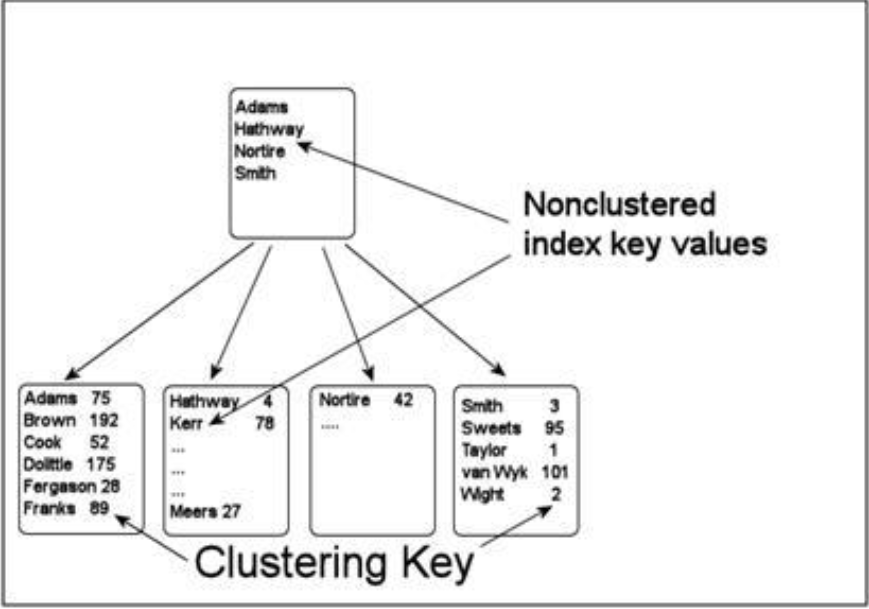 Adams
Hathway
Nortire
Smith
Nonclustered
index key values
Adams 75
Brown 192
Cook 52
Dolittle 175
Fergason 28
Franks 89
Hathway 4
Kerr 78
...
...
...
Meers 27
Nortire 42
....
Smith 3
Sweets 95
Taylor 1
van Wyk 101
Wight 2
Clustering Key